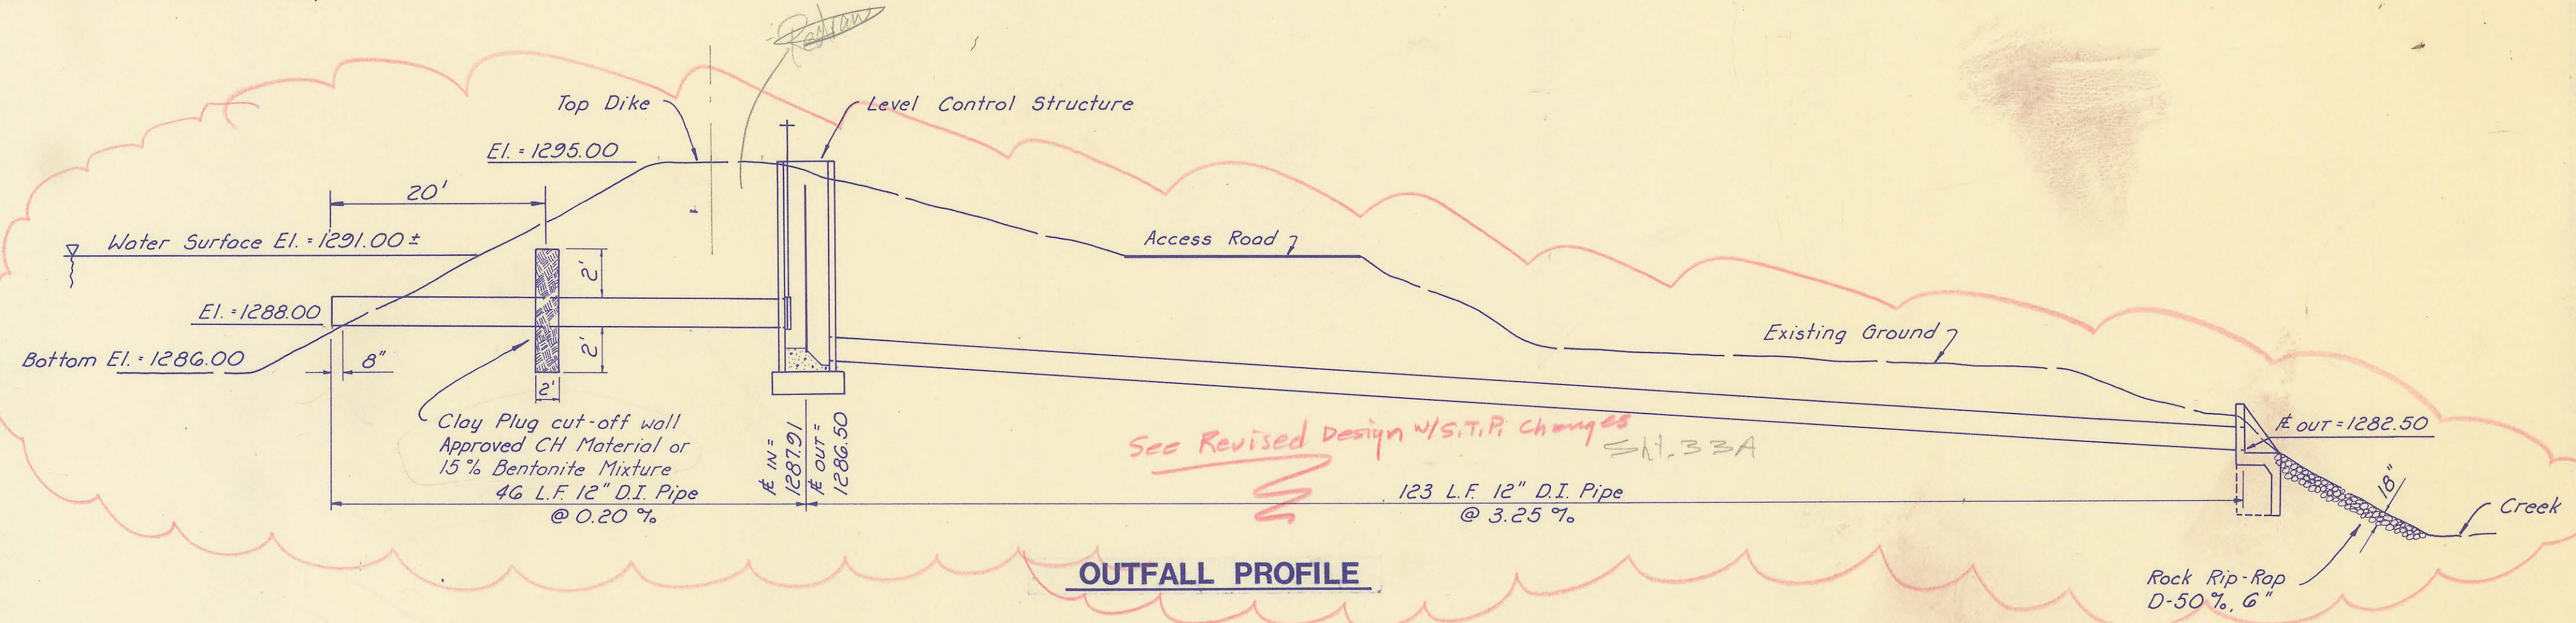 Redraw
Top Dike
Level Control Structure
El. = 1295.00
20'
Water Surface El. = 1291.00 ±
2'
Access Road
El. = 1288.00
Existing Ground
2'
Bottom El. = 1286.00
8"
2'
Clay Plug cut-off wall
Approved CH Material or
15% Bentonite Mixture
46 L.F. 12" D.I. Pipe
@ 0.20 %
IN =
1287.91
OUT =
1286.50
See Revised Design w/S.T.P. Changes
Sht. 33A
123 L.F. 12" D.I. Pipe
@ 3.25 %
OUT = 1282.50
18"
Creek
Rock Rip-Rap
D-50%, 6"
OUTFALL PROFILE